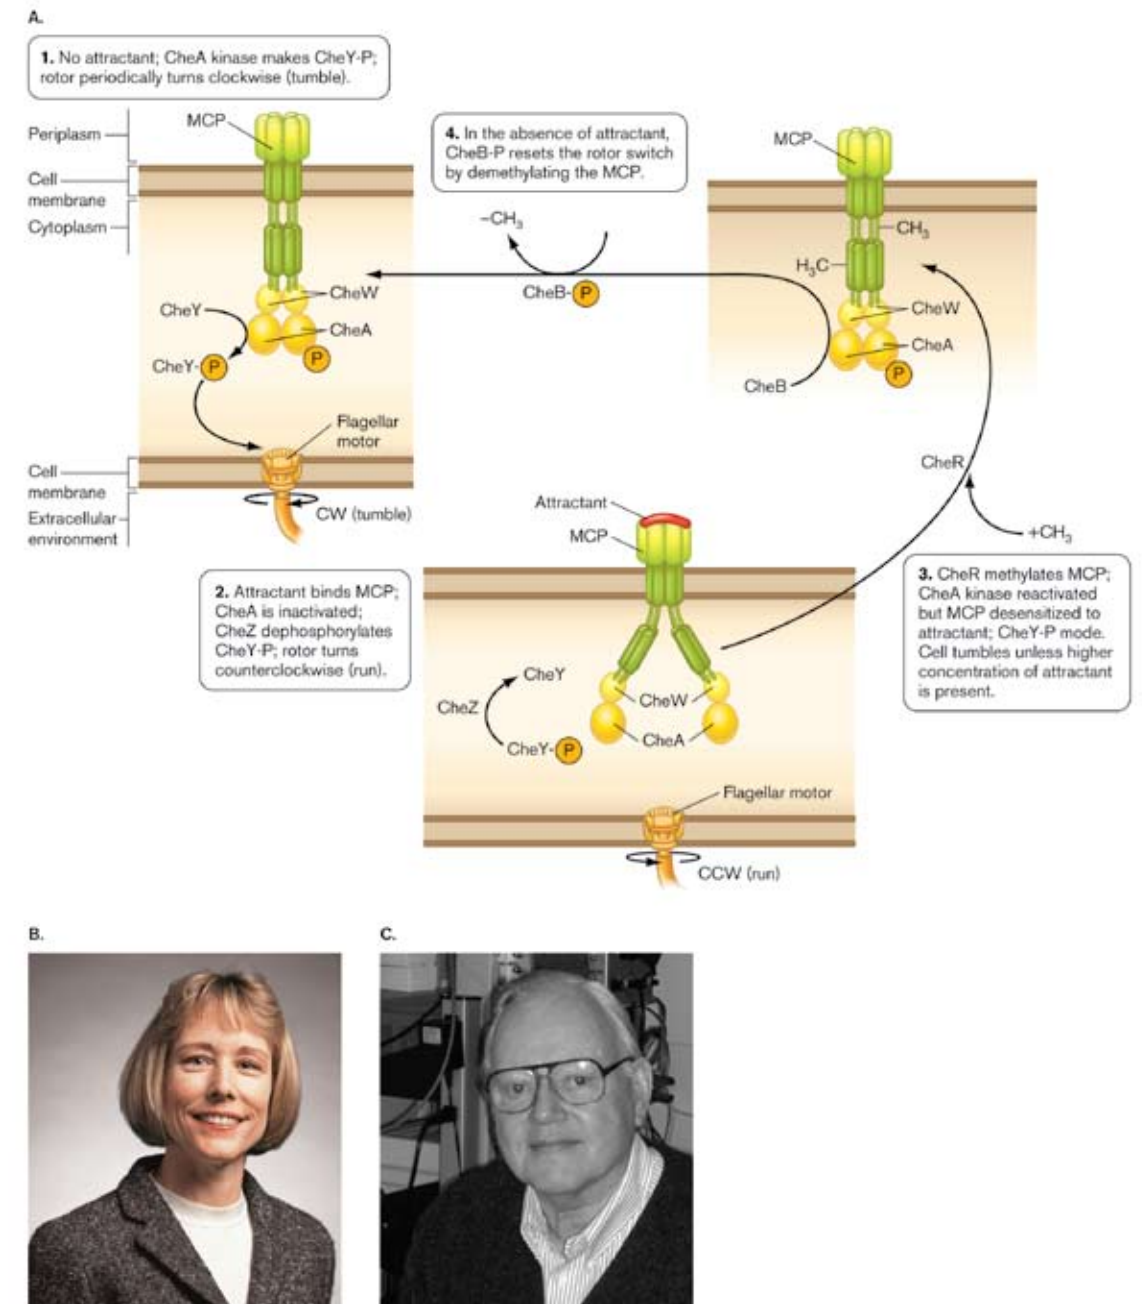 A.
1. No attractant; CheA kinase makes CheY-P;
rotor periodically turns clockwise (tumble).
Periplasm
MCP
Cell
membrane
Cytoplasm
CheY
CheW
CheA
CheY-P
P
Flagellar
motor
Cell
membrane
Extracellular
environment
CW (tumble)
4. In the absence of attractant,
CheB-P resets the rotor switch
by demethylating the MCP.
–CH3
CheB-P
MCP
CH3
H3C
CheW
CheA
P
CheB
CheR
+CH3
2. Attractant binds MCP;
CheA is inactivated;
CheZ dephosphorylates
CheY-P; rotor turns
counterclockwise (run).
Attractant
MCP
CheY
CheZ
CheW
CheY-P
CheA
Flagellar motor
CCW (run)
3. CheR methylates MCP;
CheA kinase reactivated
but MCP desensitized to
attractant; CheY-P mode.
Cell tumbles unless higher
concentration of attractant
is present.
B.
C.